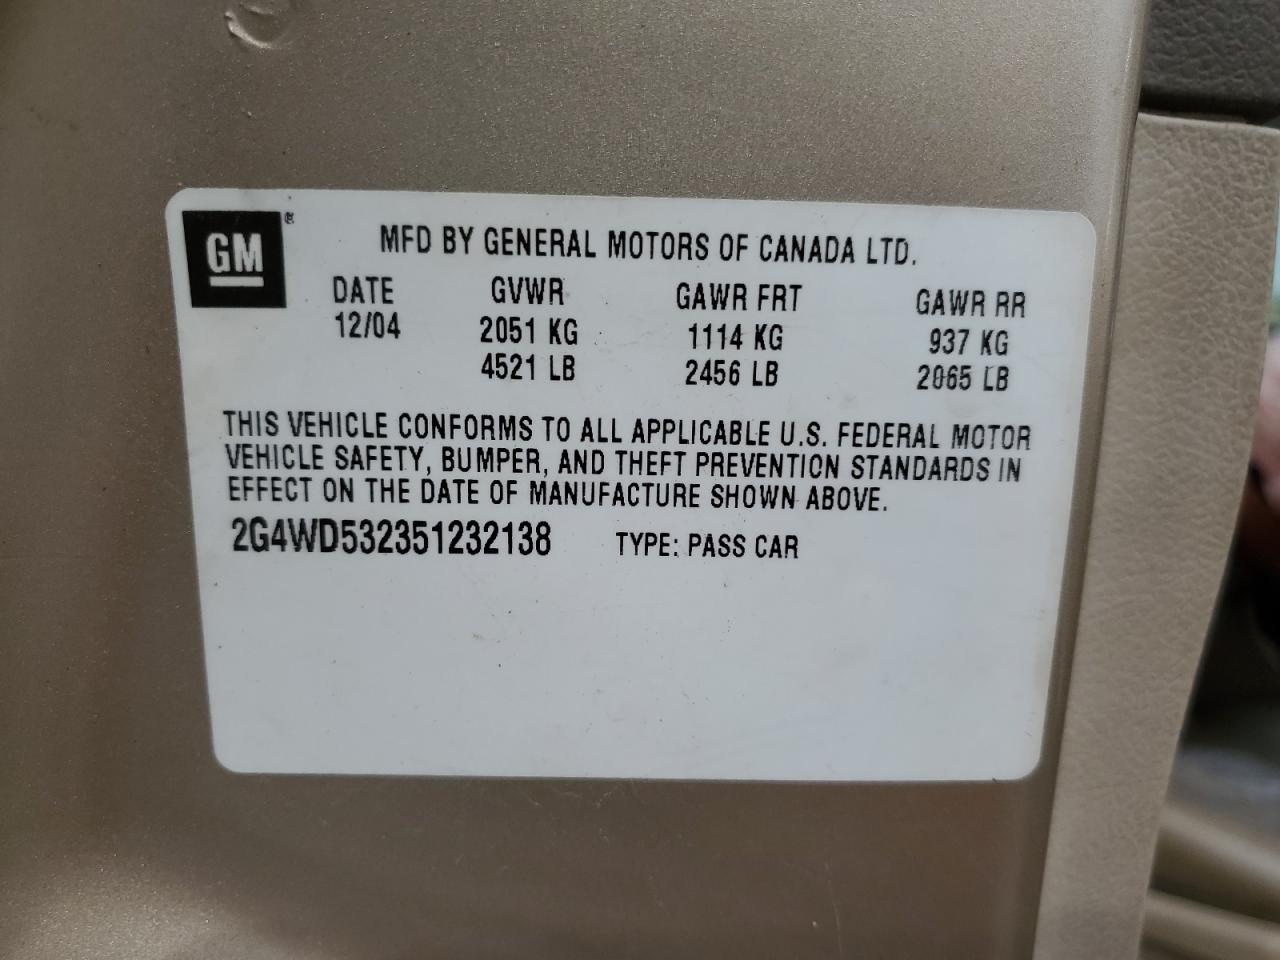 GM®
MFD BY GENERAL MOTORS OF CANADA LTD.
DATE GVWR GAWR FRT GAWR RR
12/04 2051 KG 1114 KG 937 KG
4521 LB 2456 LB 2065 LB
THIS VEHICLE CONFORMS TO ALL APPLICABLE U.S. FEDERAL MOTOR
VEHICLE SAFETY, BUMPER, AND THEFT PREVENTION STANDARDS IN
EFFECT ON THE DATE OF MANUFACTURE SHOWN ABOVE.
2G4WD532351232138 TYPE: PASS CAR